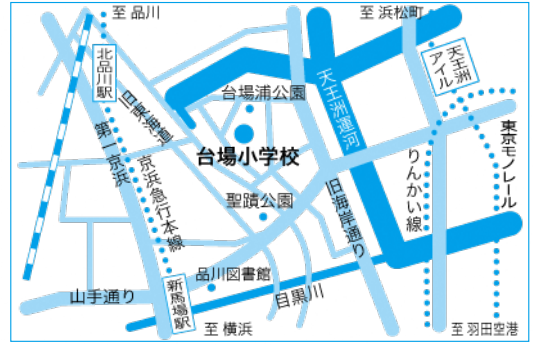 至 品川
至 浜松町
北品川駅
天王洲
アイル
旧東海道
台場浦公園
天王洲運河
第一京浜
京浜急行本線
台場小学校
りんかい線
東京モノレール
聖蹟公園
旧海岸通り
品川図書館
山手通り
新馬場駅
目黒川
至 横浜
至 羽田空港